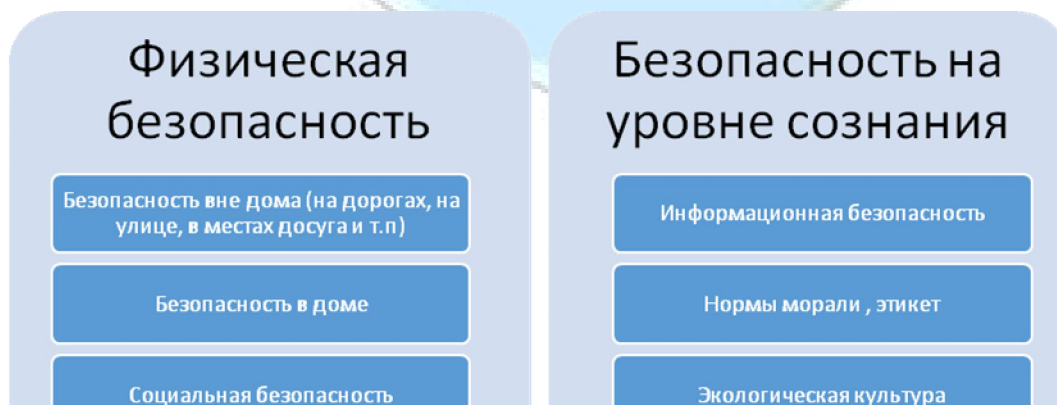 Физическая
безопасность
Безопасность вне дома (на дорогах, на
улице, в местах досуга и т.п)
Безопасность в доме
Социальная безопасность
Безопасность на
уровне сознания
Информационная безопасность
Нормы морали , этикет
Экологическая культура